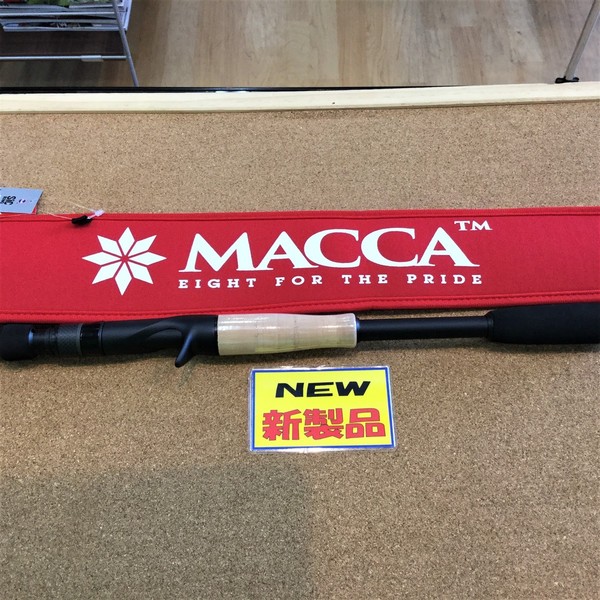 MACCA™
EIGHT FOR THE PRIDE
NEW
新製品